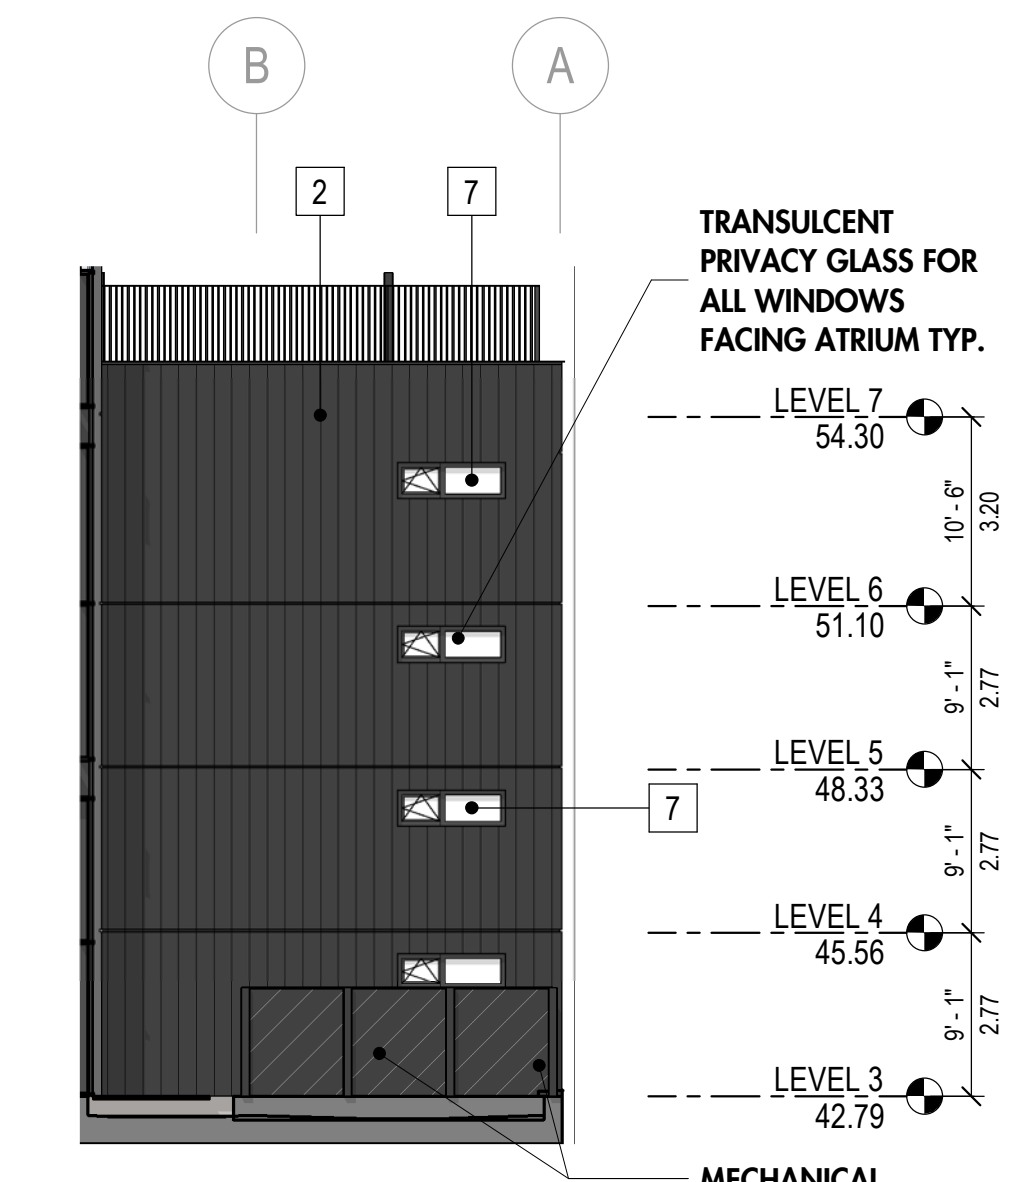 B
A
2
7
TRANSULCENT
PRIVACY GLASS FOR
ALL WINDOWS
FACING ATRIUM TYP.
LEVEL 7
54.30
10' - 6"
3.20
LEVEL 6
51.10
9' - 1"
2.77
LEVEL 5
48.33
7
9' - 1"
2.77
LEVEL 4
45.56
9' - 1"
2.77
LEVEL 3
42.79
MECHANICAL